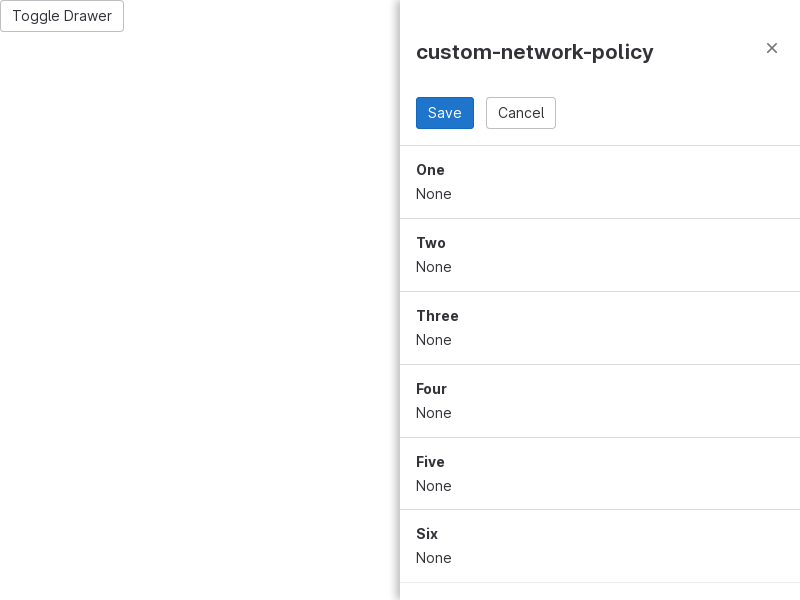 Toggle Drawer
custom-network-policy
Save
Cancel
One
None
Two
None
Three
None
Four
None
Five
None
Six
None